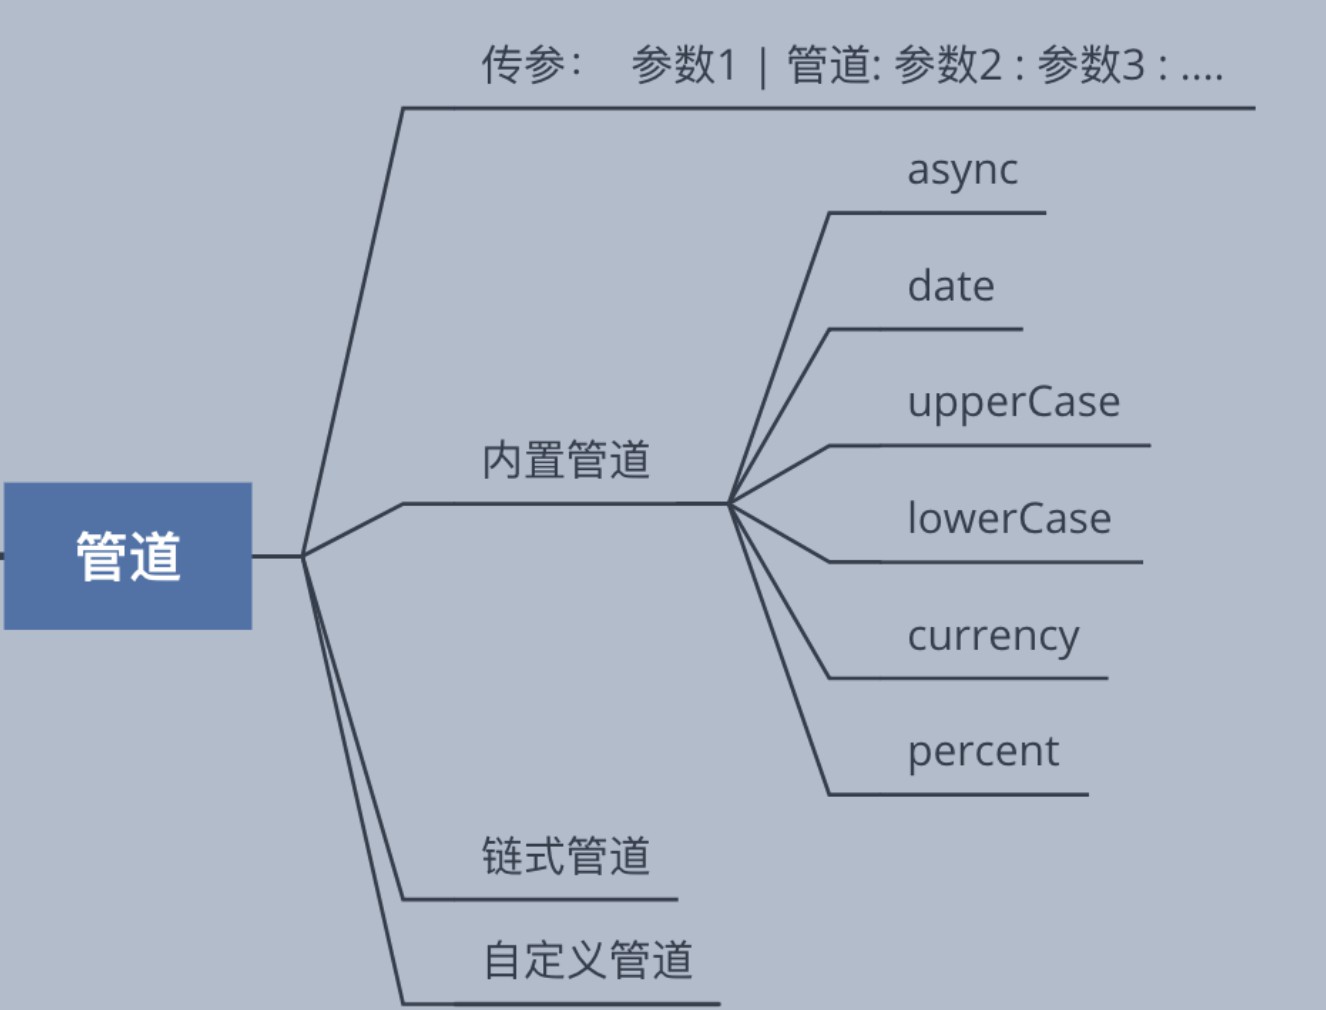 传参： 参数1 | 管道: 参数2 : 参数3 : ....
async
date
upperCase
内置管道
lowerCase
管道
currency
percent
链式管道
自定义管道